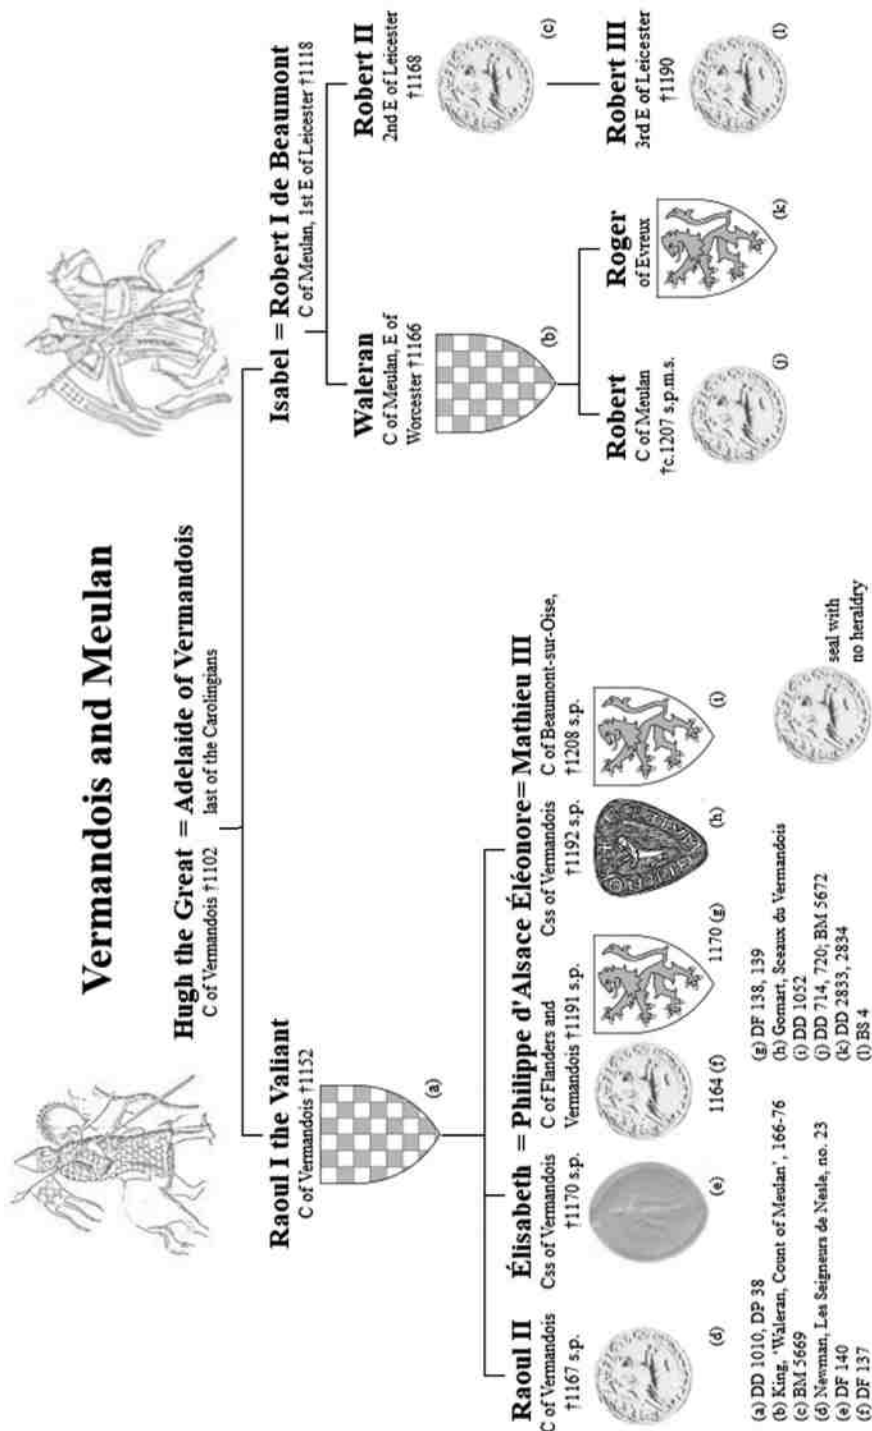 Vermandois and Meulan
Hugh the Great = Adelaide of Vermandois
C of Vermandois †1102
last of the Carolingians
Raoul I the Valiant
C of Vermandois †1152
(a)
Isabel = Robert I de Beaumont
C of Meulan, 1st E of Leicester †1118
Waleran
C of Meulan, E of
Worcester †1166
(b)
Robert II
2nd E of Leicester
†1168
(c)
Raoul II
C of Vermandois
†1167 s.p.
(d)
Élisabeth = Philippe d'Alsace
Css of Vermandois
†1170 s.p.
(e)
C of Flanders and
Vermandois †1191 s.p.
1164 (f)
1170 (g)
Éléonore= Mathieu III
Css of Vermandois
†1192 s.p.
(h)
C of Beaumont-sur-Oise,
†1208 s.p.
(i)
Robert
C of Meulan
†c.1207 s.p.m.s.
(j)
Roger
of Evreux
(k)
Robert III
3rd E of Leicester
†1190
(l)
(a) DD 1010, DP 38
(b) King, 'Waleran, Count of Meulan', 166-76
(c) BM 5669
(d) Newman, Les Seigneurs de Nesle, no. 23
(e) DF 140
(f) DF 137
(g) DF 138, 139
(h) Gomart, Sceaux du Vermandois
(i) DD 1052
(j) DD 714, 720; BM 5672
(k) DD 2833, 2834
(l) BS 4
seal with
no heraldry